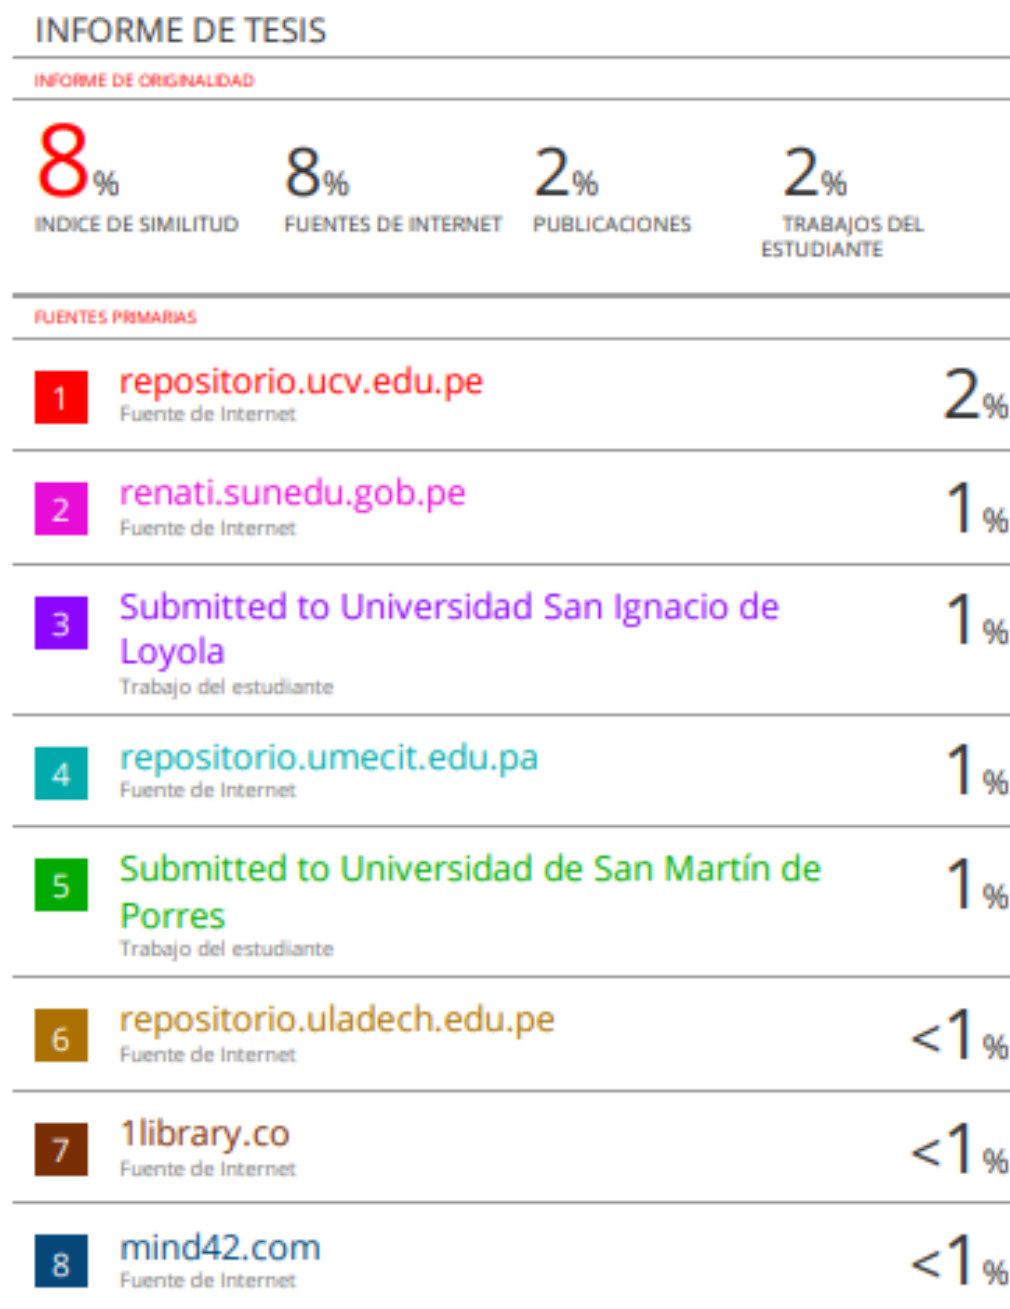 INFORME DE TESIS
INFORME DE ORIGINALIDAD
8%
8%
2%
2%
INDICE DE SIMILITUD
FUENTES DE INTERNET
PUBLICACIONES
TRABAJOS DEL
ESTUDIANTE
FUENTES PRIMARIAS
1
repositorio.ucv.edu.pe
Fuente de Internet
2%
2
renati.sunedu.gob.pe
Fuente de Internet
1%
3
Submitted to Universidad San Ignacio de
Loyola
Trabajo del estudiante
1%
4
repositorio.umecit.edu.pa
Fuente de Internet
1%
5
Submitted to Universidad de San Martín de
Porres
Trabajo del estudiante
1%
6
repositorio.uladech.edu.pe
Fuente de Internet
<1%
7
1library.co
Fuente de Internet
<1%
8
mind42.com
Fuente de Internet
<1%